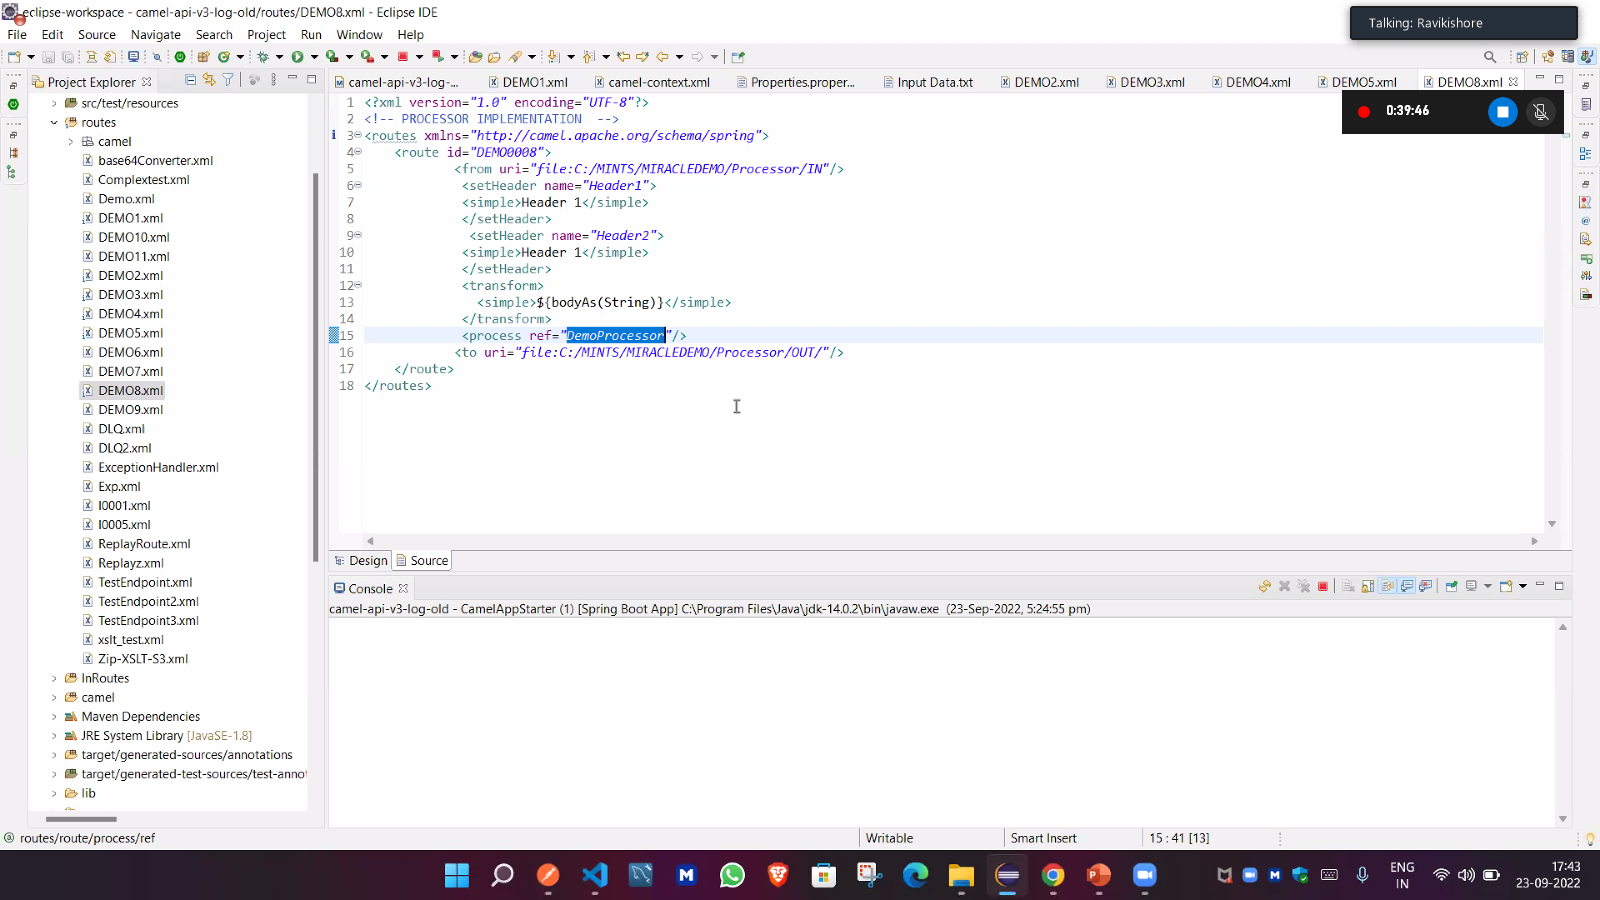 eclipse-workspace - camel-api-v3-log-old/routes/DEMO8.xml - Eclipse IDE
Talking: Ravikishore
File Edit Source Navigate Search Project Run Window Help
Project Explorer
camel-api-v3-log-... DEMO1.xml camel-context.xml Properties.proper... Input Data.txt DEMO2.xml DEMO3.xml DEMO4.xml DEMO5.xml DEMO8.xml
0:39:46
src/test/resources
routes
camel
base64Converter.xml
Complextest.xml
Demo.xml
DEMO1.xml
DEMO10.xml
DEMO11.xml
DEMO2.xml
DEMO3.xml
DEMO4.xml
DEMO5.xml
DEMO6.xml
DEMO7.xml
DEMO8.xml
DEMO9.xml
DLQ.xml
DLQ2.xml
ExceptionHandler.xml
Exp.xml
I0001.xml
I0005.xml
ReplayRoute.xml
Replayz.xml
TestEndpoint.xml
TestEndpoint2.xml
TestEndpoint3.xml
xslt_test.xml
Zip-XSLT-S3.xml
InRoutes
camel
Maven Dependencies
JRE System Library [JavaSE-1.8]
target/generated-sources/annotations
target/generated-test-sources/test-annot
lib
1 <?xml version="1.0" encoding="UTF-8"?>
2 <!-- PROCESSOR IMPLEMENTATION -->
3 <routes xmlns="http://camel.apache.org/schema/spring">
4 <route id="DEMO0008">
5 <from uri="file:C:/MINTS/MIRACLEDEMO/Processor/IN"/>
6 <setHeader name="Header1">
7 <simple>Header 1</simple>
8 </setHeader>
9 <setHeader name="Header2">
10 <simple>Header 1</simple>
11 </setHeader>
12 <transform>
13 <simple>${bodyAs(String)}</simple>
14 </transform>
15 <process ref="DemoProcessor"/>
16 <to uri="file:C:/MINTS/MIRACLEDEMO/Processor/OUT/"/>
17 </route>
18 </routes>
Design Source
Console
camel-api-v3-log-old - CamelAppStarter (1) [Spring Boot App] C:\Program Files\Java\jdk-14.0.2\bin\javaw.exe (23-Sep-2022, 5:24:55 pm)
routes/route/process/ref Writable Smart Insert 15 : 41 [13]
ENG
IN
17:43
23-09-2022